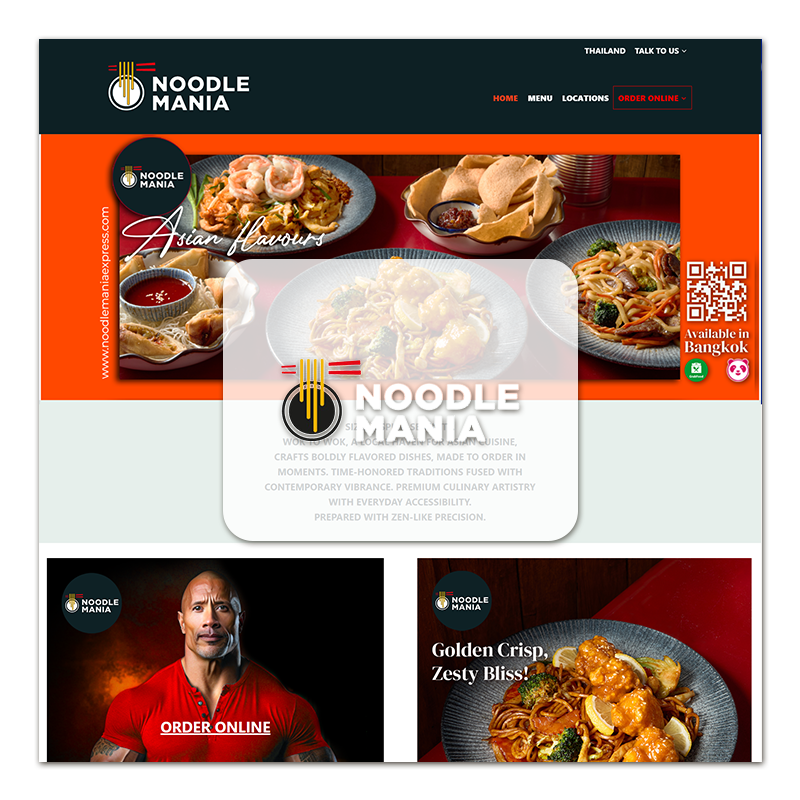 THAILAND TALK TO US
NOODLE
MANIA
HOME MENU LOCATIONS ORDER ONLINE
NOODLE
MANIA
Asian flavours
www.noodlemaniaexpress.com
Available in
Bangkok
NOODLE
MANIA
WOK TO WOK, A LOCAL HAVEN FOR ASIAN CUISINE,
CRAFTS BOLDLY FLAVORED DISHES, MADE TO ORDER IN
MOMENTS. TIME-HONORED TRADITIONS FUSED WITH
CONTEMPORARY VIBRANCE. PREMIUM CULINARY ARTISTRY
WITH EVERYDAY ACCESSIBILITY.
PREPARED WITH ZEN-LIKE PRECISION.
NOODLE
MANIA
ORDER ONLINE
NOODLE
MANIA
Golden Crisp,
Zesty Bliss!